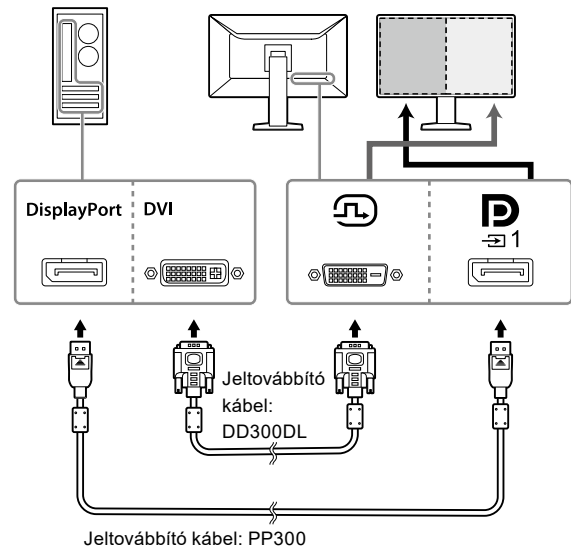 DisplayPort DVI
1
Jeltovábbító
kábel:
DD300DL
Jeltovábbító kábel: PP300